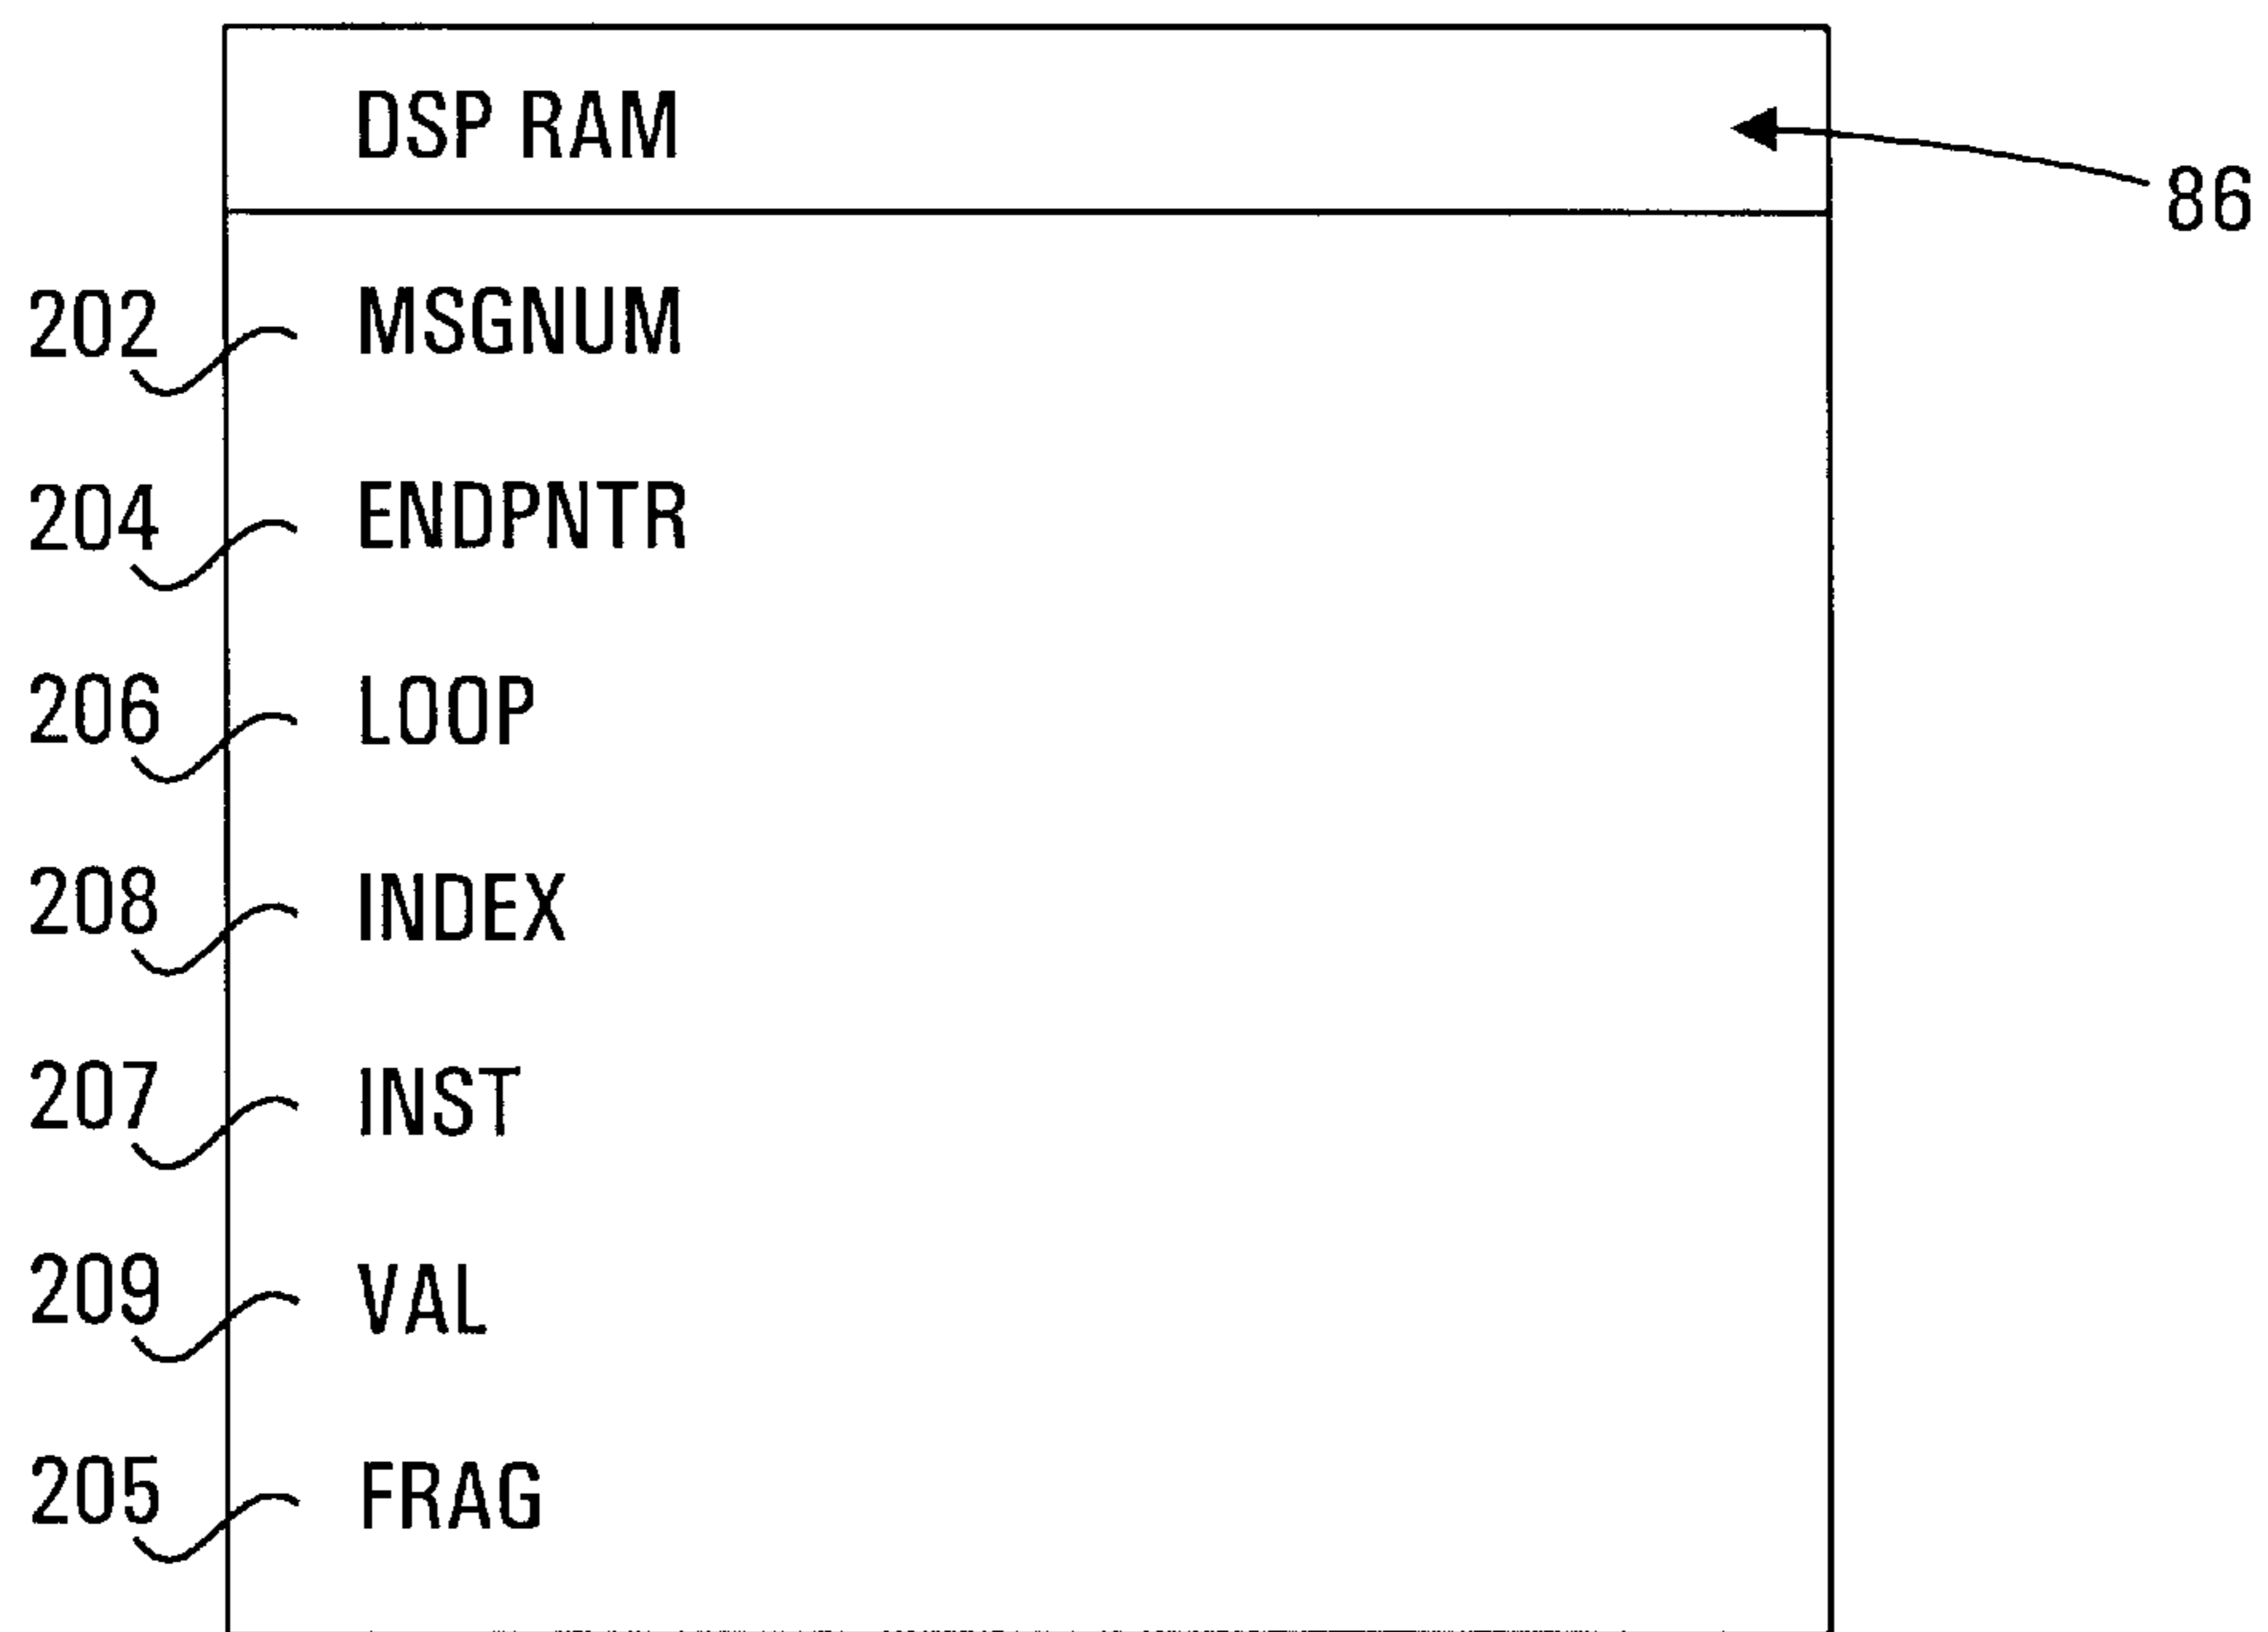 DSP RAM
86
202 MSGNUM
204 ENDPNTR
206 LOOP
208 INDEX
207 INST
209 VAL
205 FRAG